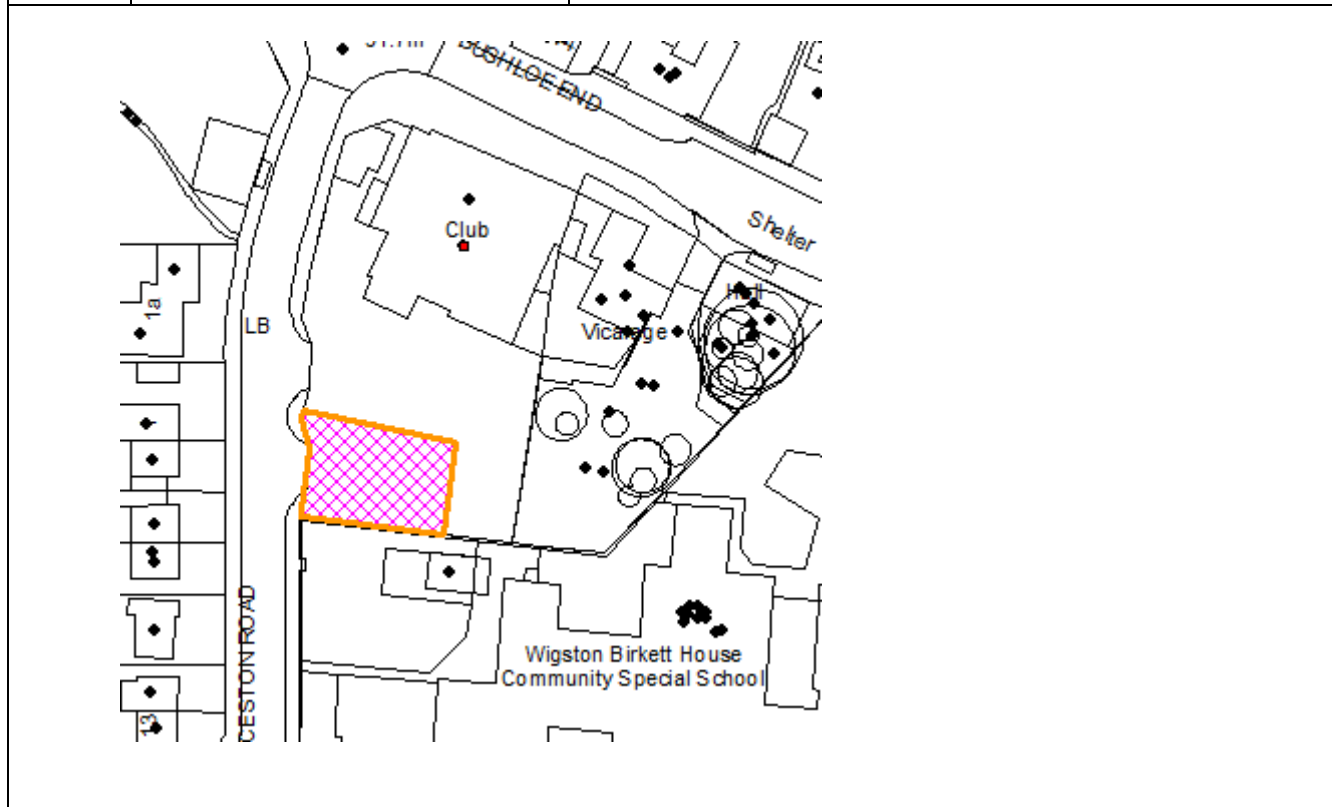 BUSHLOE END
Shelter
Club
1a
Vicarage
LB
CESTON ROAD
Wigston Birkett House
Community Special School
13